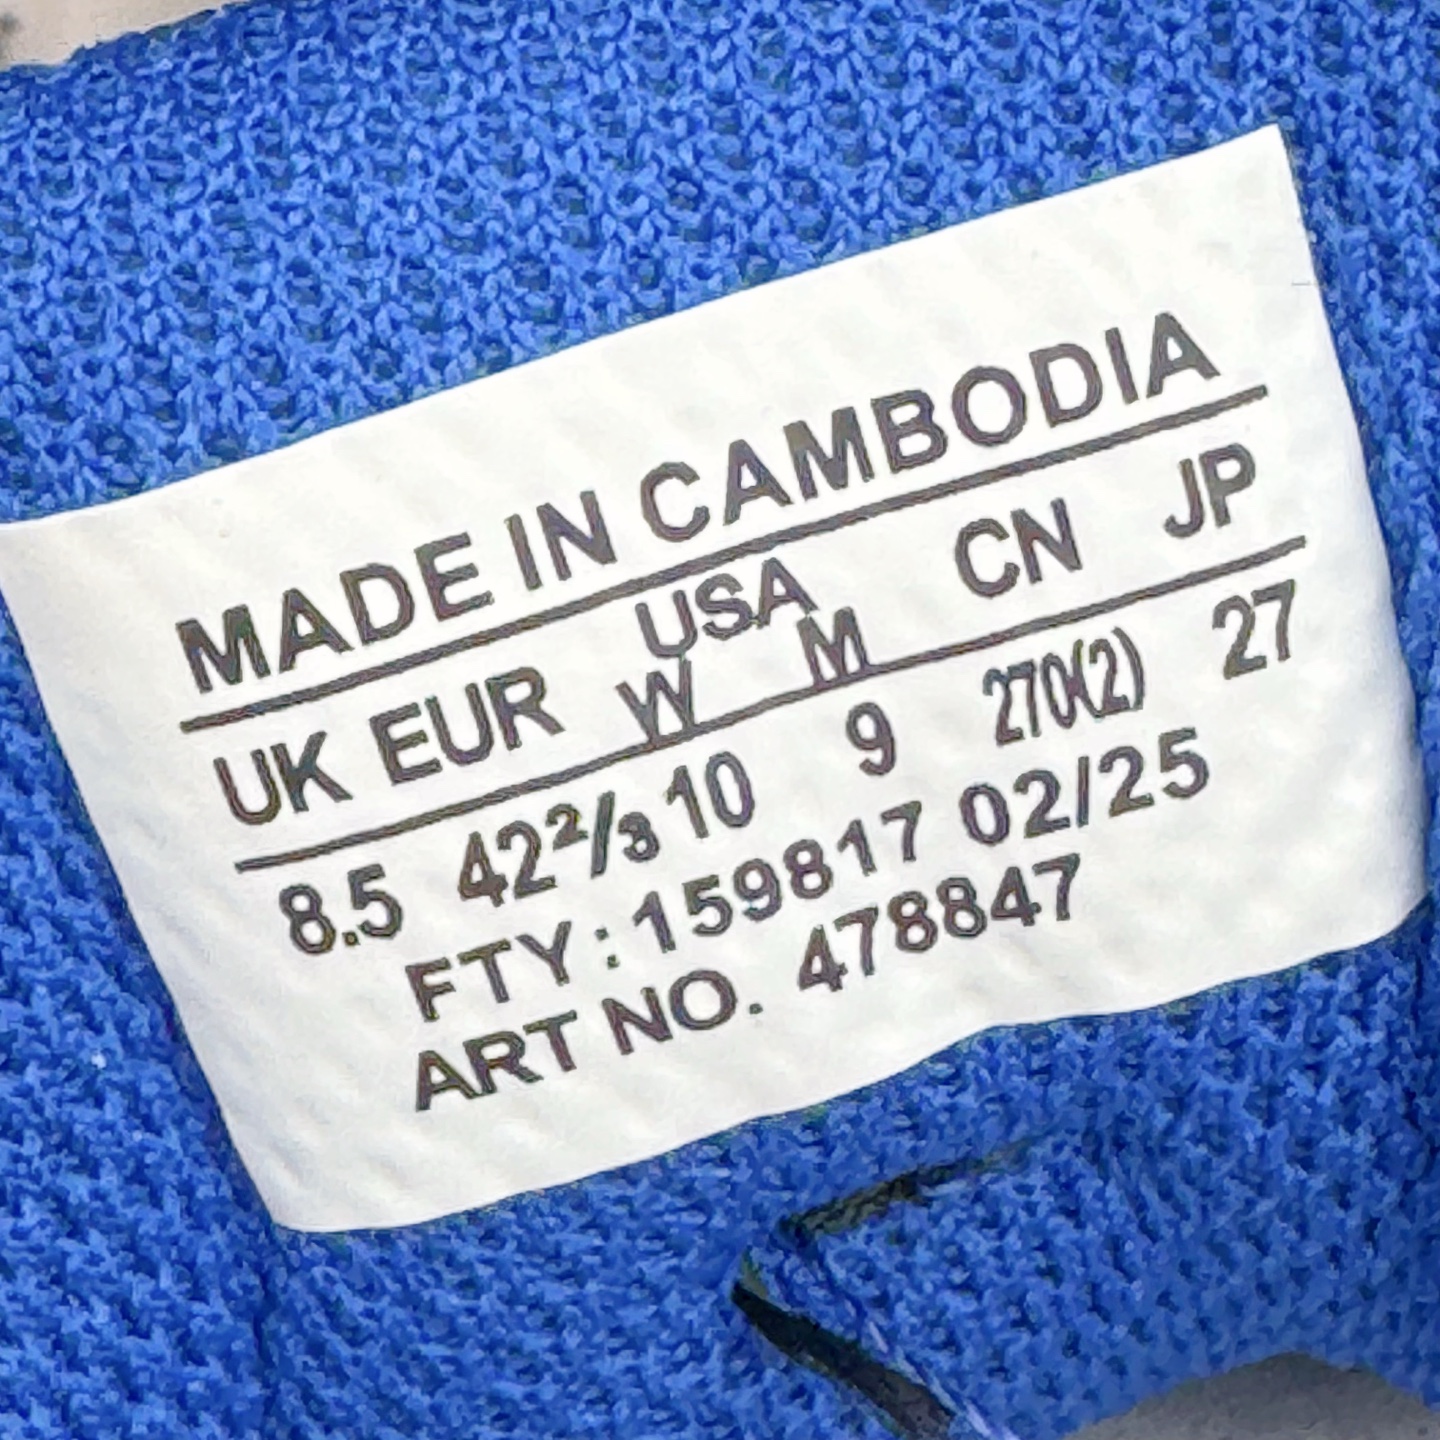 MADE IN CAMBODIA
UK EUR USA CN JP
W M
8.5 42²/₃ 10 9 270(2) 27
FTY: 159817 02/25
ART NO. 478847